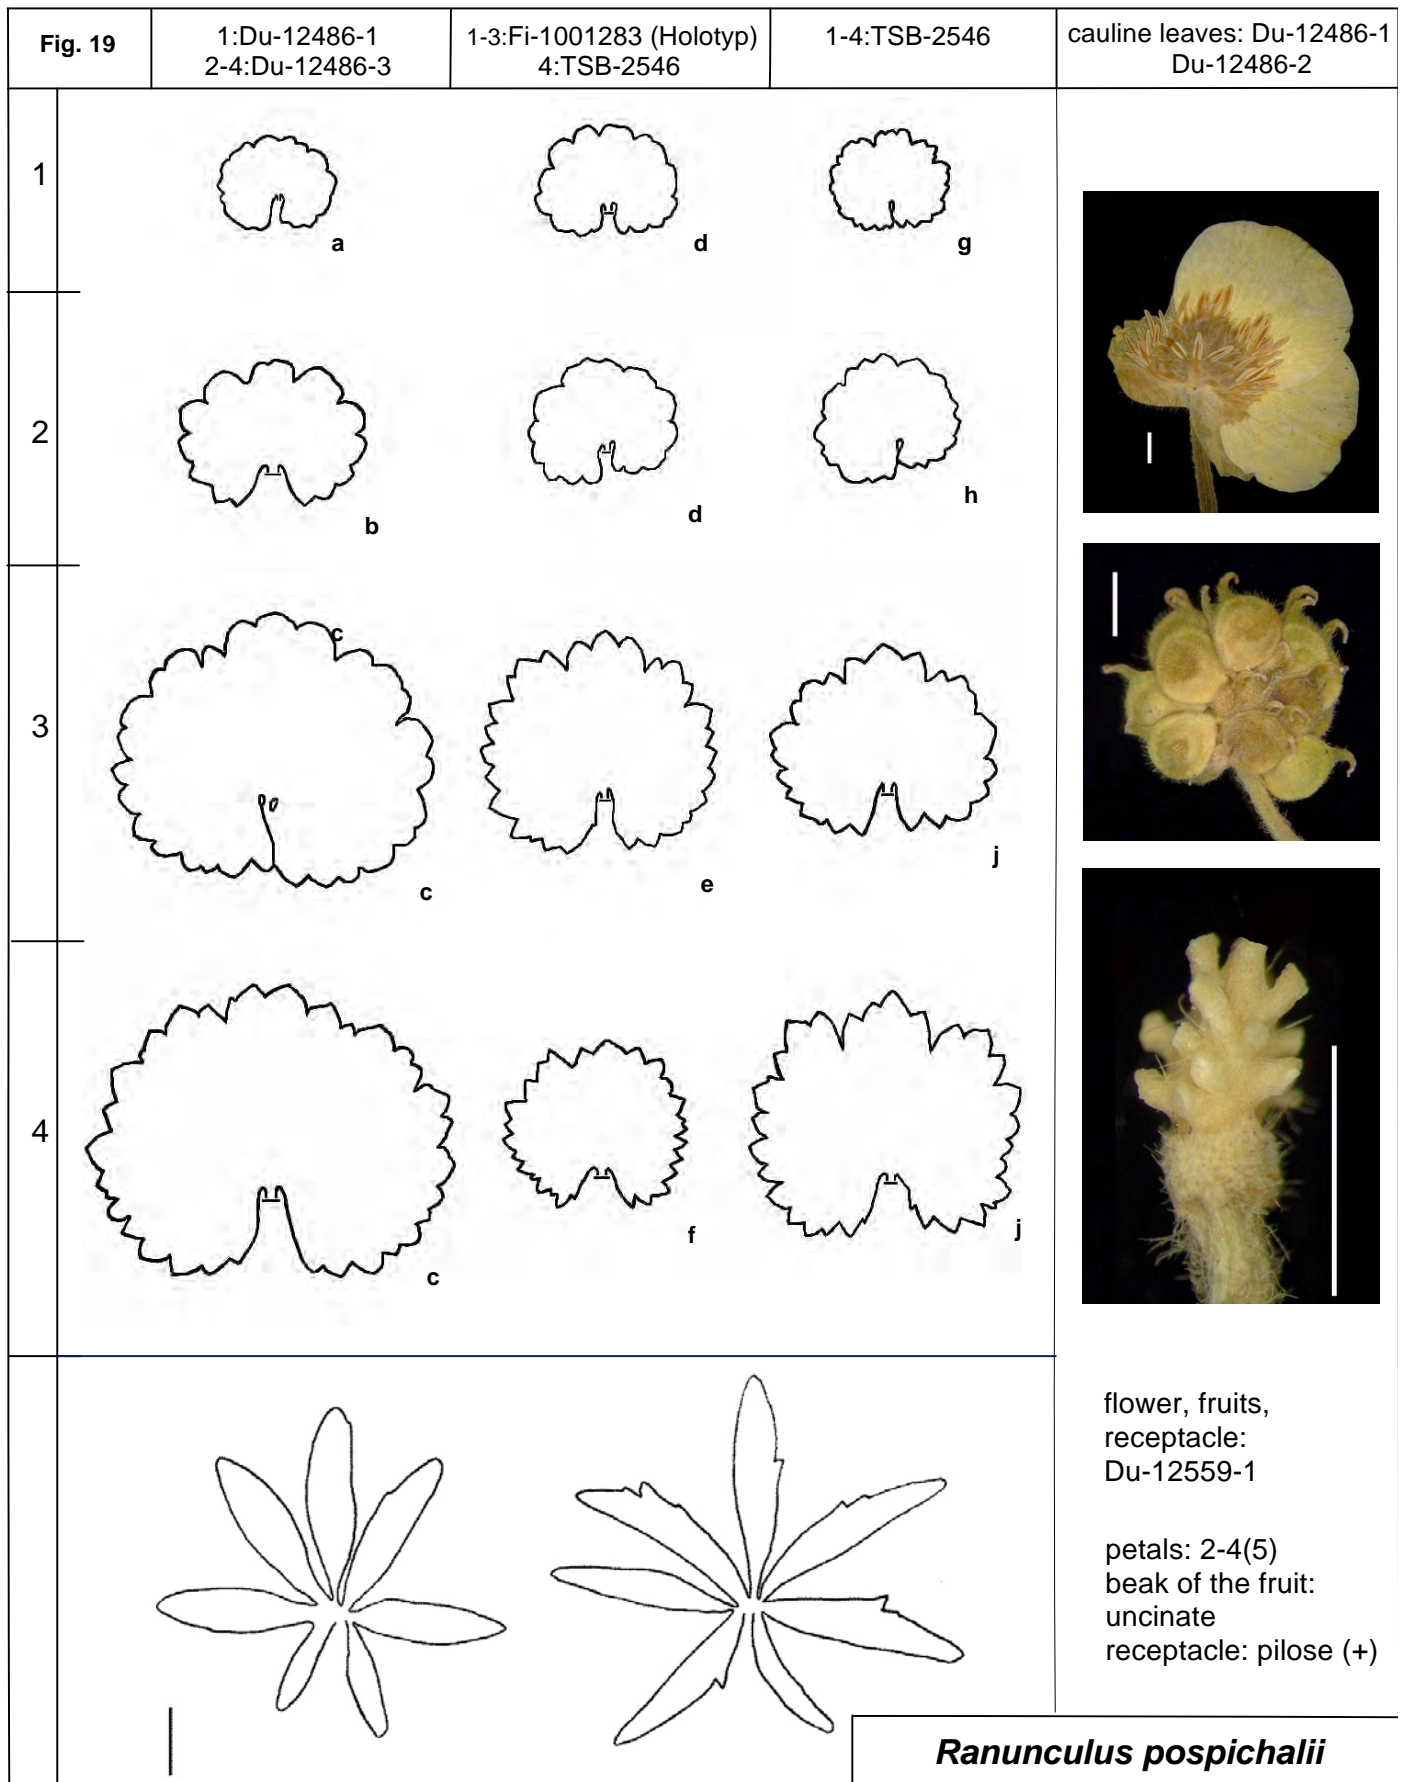 Fig. 19
1:Du-12486-1
2-4:Du-12486-3
1-3:Fi-1001283 (Holotyp)
4:TSB-2546
1-4:TSB-2546
cauline leaves: Du-12486-1
Du-12486-2
1
a
d
g
2
b
d
h
3
c
c
e
j
4
c
f
j
flower, fruits,
receptacle:
Du-12559-1
petals: 2-4(5)
beak of the fruit:
uncinate
receptacle: pilose (+)
Ranunculus pospichalii